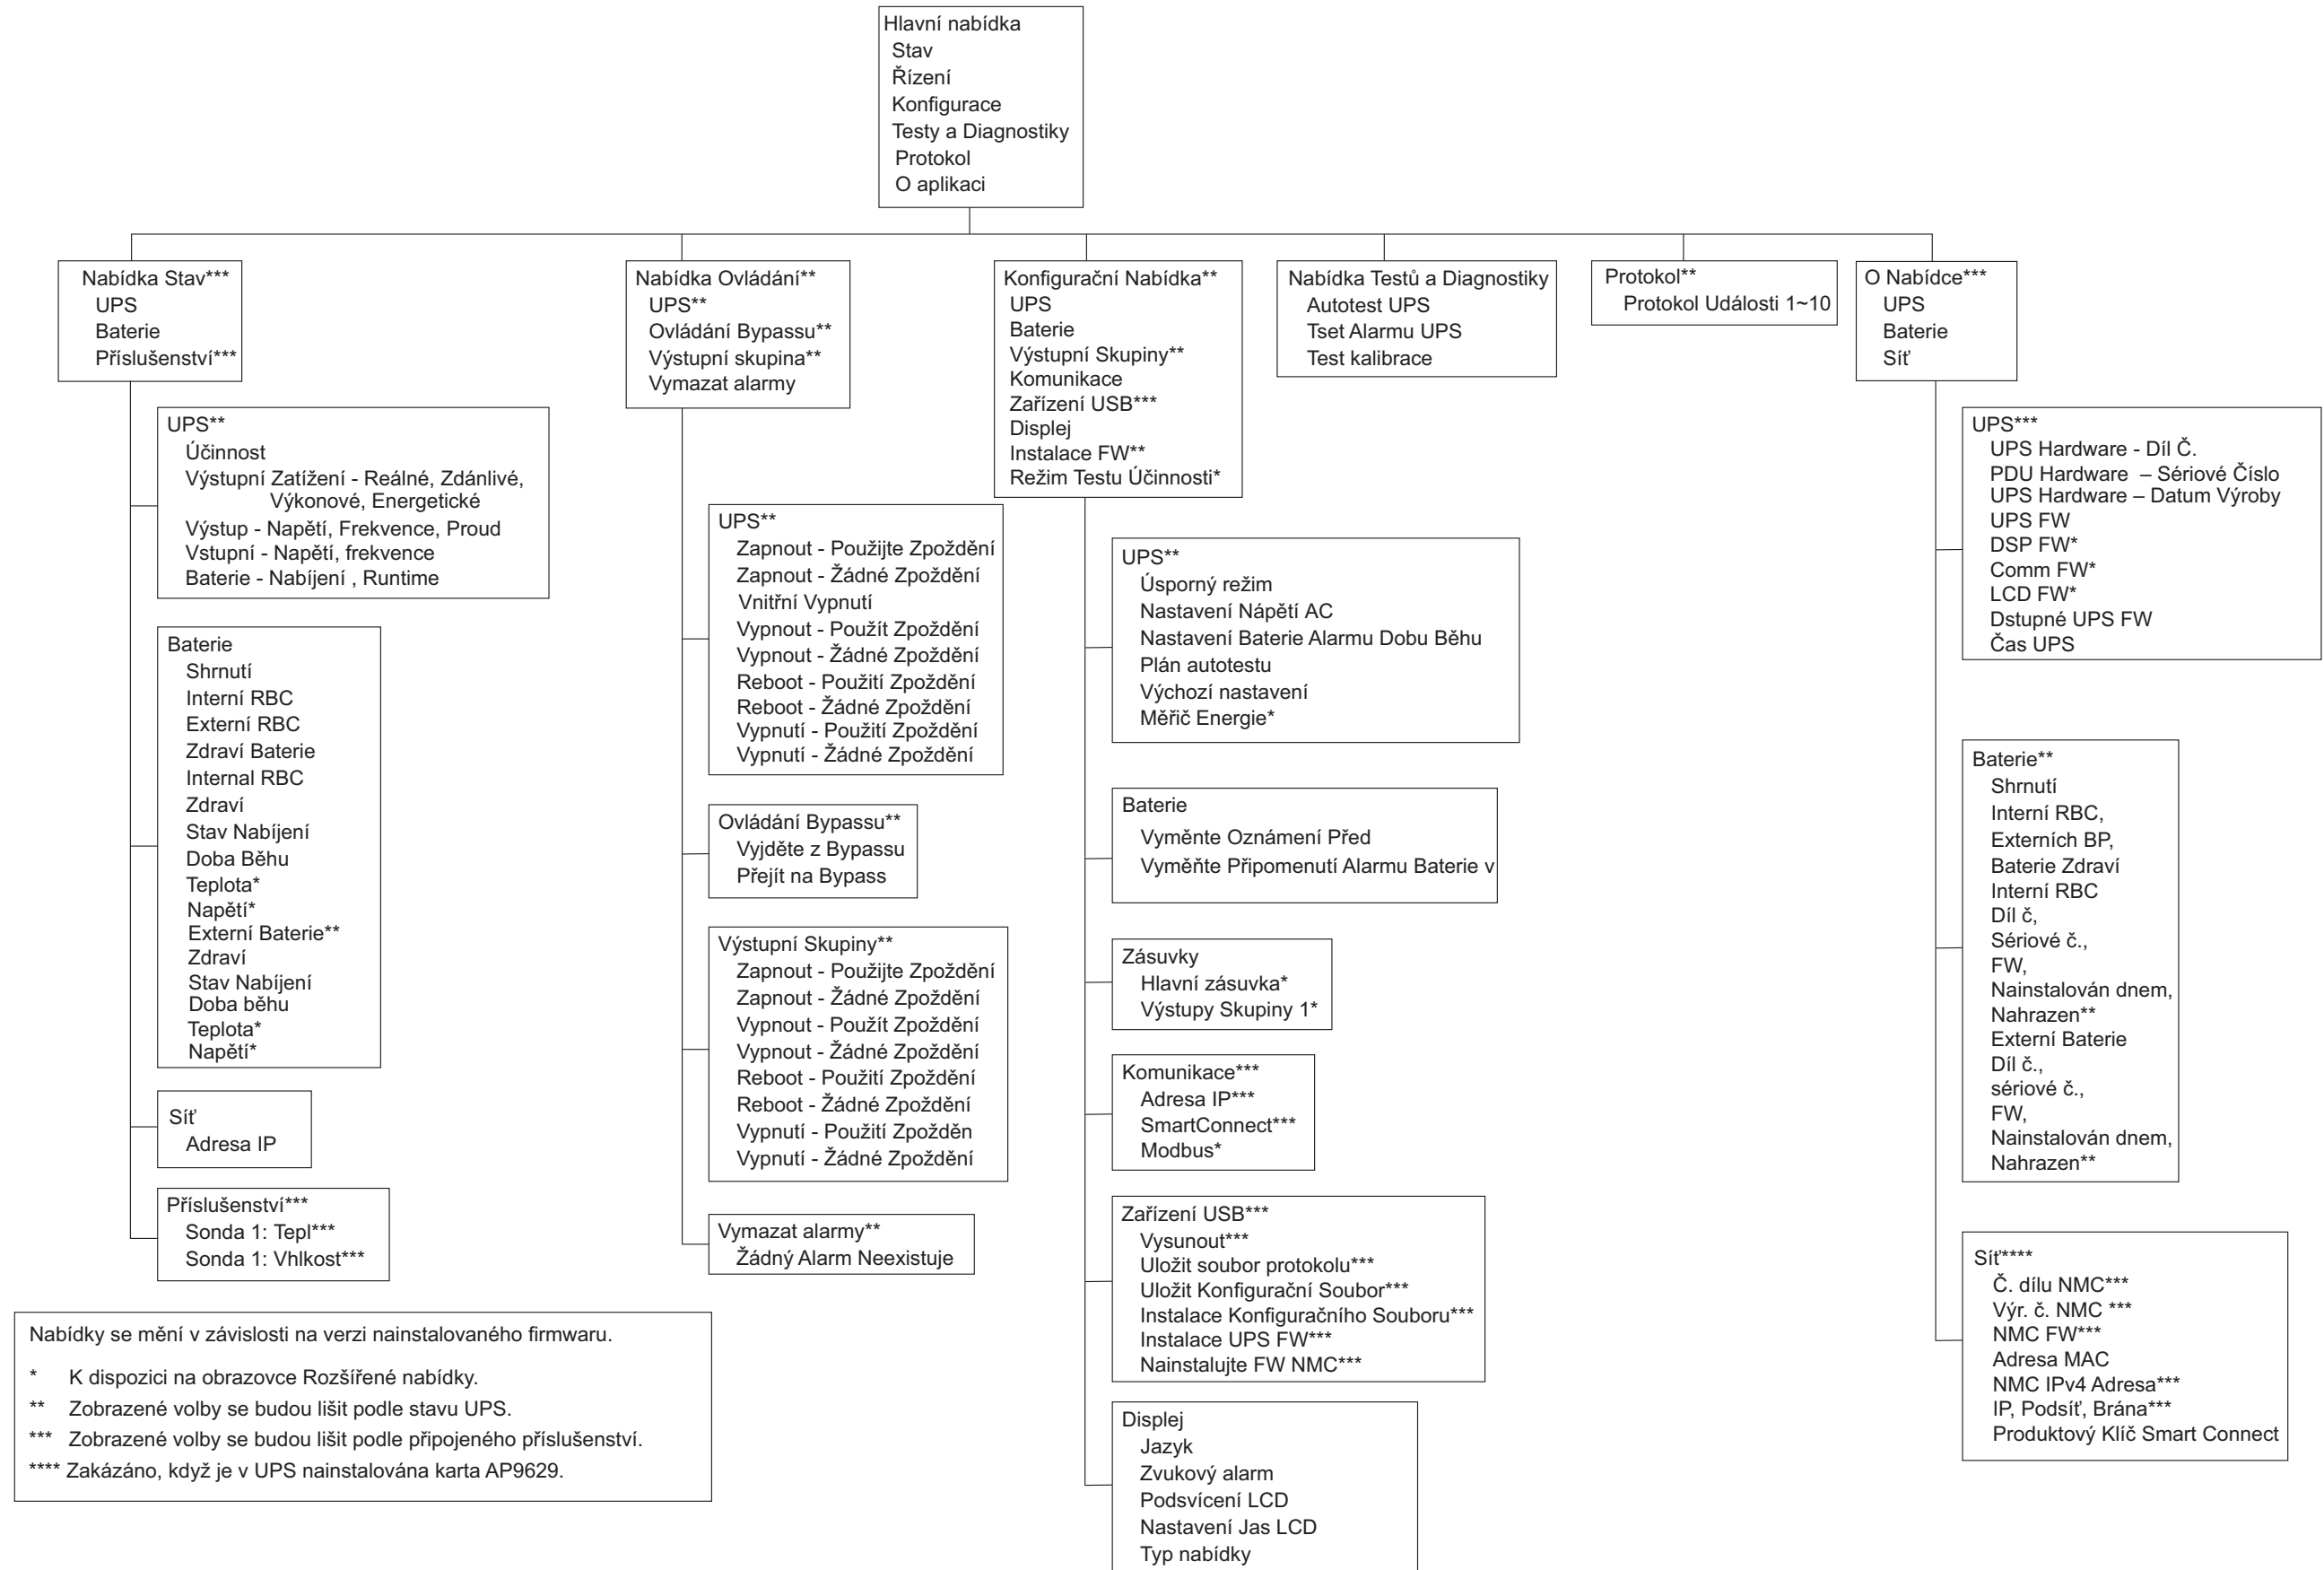 Hlavní nabídka
Stav
Řízení
Konfigurace
Testy a Diagnostiky
Protokol
O aplikaci
Nabídka Stav***
UPS
Baterie
Příslušenství***
UPS**
Účinnost
Výstupní Zatížení - Reálné, Zdánlivé,
Výkonové, Energetické
Výstup - Napětí, Frekvence, Proud
Vstupní - Napětí, frekvence
Baterie - Nabíjení , Runtime
Baterie
Shrnutí
Interní RBC
Externí RBC
Zdraví Baterie
Internal RBC
Zdraví
Stav Nabíjení
Doba Běhu
Teplota*
Napětí*
Externí Baterie**
Zdraví
Stav Nabíjení
Doba běhu
Teplota*
Napětí*
Síť
Adresa IP
Příslušenství***
Sonda 1: Tepl***
Sonda 1: Vhlkost***
Nabídka Ovládání**
UPS**
Ovládání Bypassu**
Výstupní skupina**
Vymazat alarmy
UPS**
Zapnout - Použijte Zpoždění
Zapnout - Žádné Zpoždění
Vnitřní Vypnutí
Vypnout - Použít Zpoždění
Vypnout - Žádné Zpoždění
Reboot - Použití Zpoždění
Reboot - Žádné Zpoždění
Vypnutí - Použití Zpoždění
Vypnutí - Žádné Zpoždění
Ovládání Bypassu**
Vyjděte z Bypassu
Přejít na Bypass
Výstupní Skupiny**
Zapnout - Použijte Zpoždění
Zapnout - Žádné Zpoždění
Vypnout - Použít Zpoždění
Vypnout - Žádné Zpoždění
Reboot - Použití Zpoždění
Reboot - Žádné Zpoždění
Vypnutí - Použití Zpožděn
Vypnutí - Žádné Zpoždění
Vymazat alarmy**
Žádný Alarm Neexistuje
Konfigurační Nabídka**
UPS
Baterie
Výstupní Skupiny**
Komunikace
Zařízení USB***
Displej
Instalace FW**
Režim Testu Účinnosti*
UPS**
Úsporný režim
Nastavení Nápětí AC
Nastavení Baterie Alarmu Dobu Běhu
Plán autotestu
Výchozí nastavení
Měřič Energie*
Baterie
Vyměnte Oznámení Před
Vyměňte Připomenutí Alarmu Baterie v
Zásuvky
Hlavní zásuvka*
Výstupy Skupiny 1*
Komunikace***
Adresa IP***
SmartConnect***
Modbus*
Zařízení USB***
Vysunout***
Uložit soubor protokolu***
Uložit Konfigurační Soubor***
Instalace Konfiguračního Souboru***
Instalace UPS FW***
Nainstalujte FW NMC***
Displej
Jazyk
Zvukový alarm
Podsvícení LCD
Nastavení Jas LCD
Typ nabídky
Nabídka Testů a Diagnostiky
Autotest UPS
Tset Alarmu UPS
Test kalibrace
Protokol**
Protokol Události 1~10
O Nabídce***
UPS
Baterie
Síť
UPS***
UPS Hardware - Díl Č.
PDU Hardware – Sériové Číslo
UPS Hardware – Datum Výroby
UPS FW
DSP FW*
Comm FW*
LCD FW*
Dstupné UPS FW
Čas UPS
Baterie**
Shrnutí
Interní RBC,
Externích BP,
Baterie Zdraví
Interní RBC
Díl č,
Sériové č.,
FW,
Nainstalován dnem,
Nahrazen**
Externí Baterie
Díl č.,
sériové č.,
FW,
Nainstalován dnem,
Nahrazen**
Síť****
Č. dílu NMC***
Výr. č. NMC ***
NMC FW***
Adresa MAC
NMC IPv4 Adresa***
IP, Podsíť, Brána***
Produktový Klíč Smart Connect
Nabídky se mění v závislosti na verzi nainstalovaného firmwaru.
* K dispozici na obrazovce Rozšířené nabídky.
** Zobrazené volby se budou lišit podle stavu UPS.
*** Zobrazené volby se budou lišit podle připojeného příslušenství.
**** Zakázáno, když je v UPS nainstalována karta AP9629.